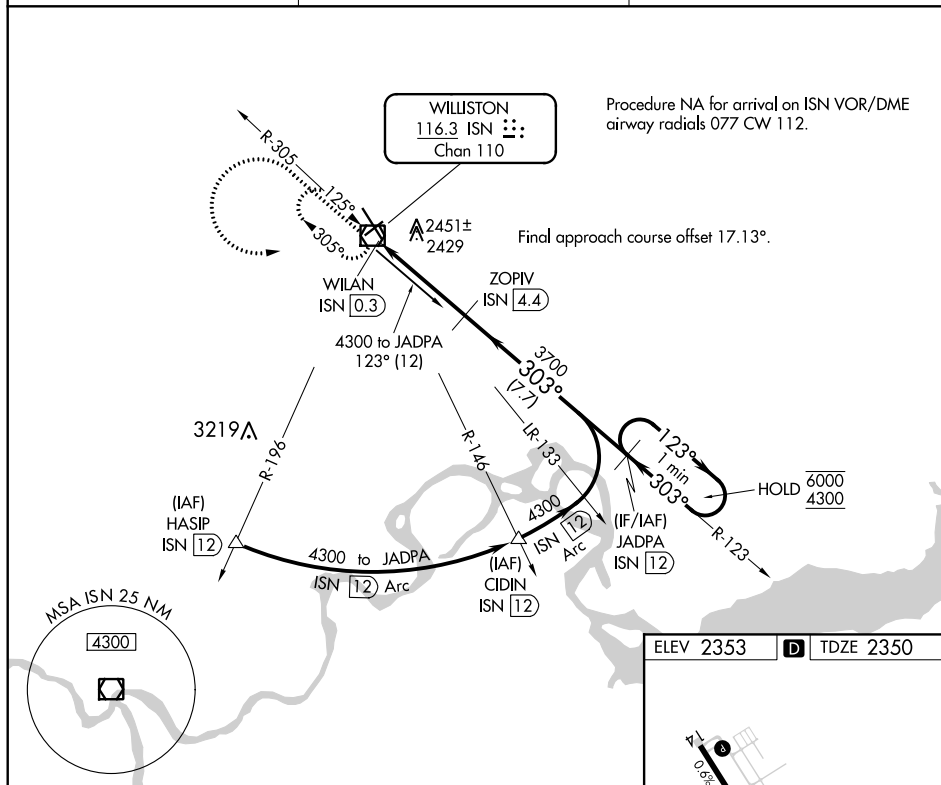 WILLISTON
116.3 ISN
Chan 110
Procedure NA for arrival on ISN VOR/DME
airway radials 077 CW 112.
R-305
125°
305°
2451±
2429
Final approach course offset 17.13°.
WILAN
ISN 0.3
ZOPIV
ISN 4.4
4300 to JADPA
123° (12)
3700
303°
(7.7)
3219
R-196
R-146
LR-133
123°
1 min
303°
HOLD 6000
4300
(IAF)
HASIP
ISN 12
4300 to JADPA
ISN 12 Arc
4300
ISN 12
Arc
(IAF)
CIDIN
ISN 12
(IF/IAF)
JADPA
ISN 12
R-123
MSA ISN 25 NM
4300
ELEV 2353 D TDZE 2350
14
P
0.6%